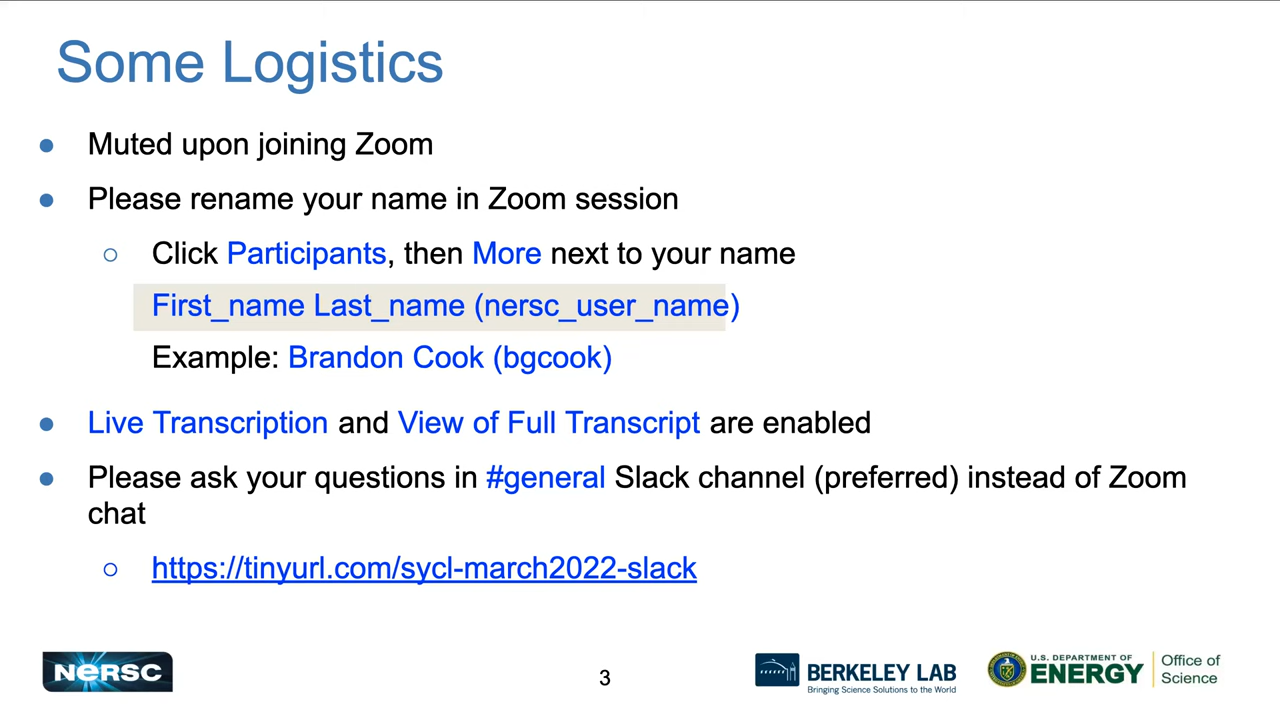 Some Logistics
● Muted upon joining Zoom
● Please rename your name in Zoom session
○ Click Participants, then More next to your name
First_name Last_name (nersc_user_name)
Example: Brandon Cook (bgcook)
● Live Transcription and View of Full Transcript are enabled
● Please ask your questions in #general Slack channel (preferred) instead of Zoom
chat
○ https://tinyurl.com/sycl-march2022-slack
NERSC
3
BERKELEY LAB
Bringing Science Solutions to the World
U.S. DEPARTMENT OF
ENERGY
Office of
Science